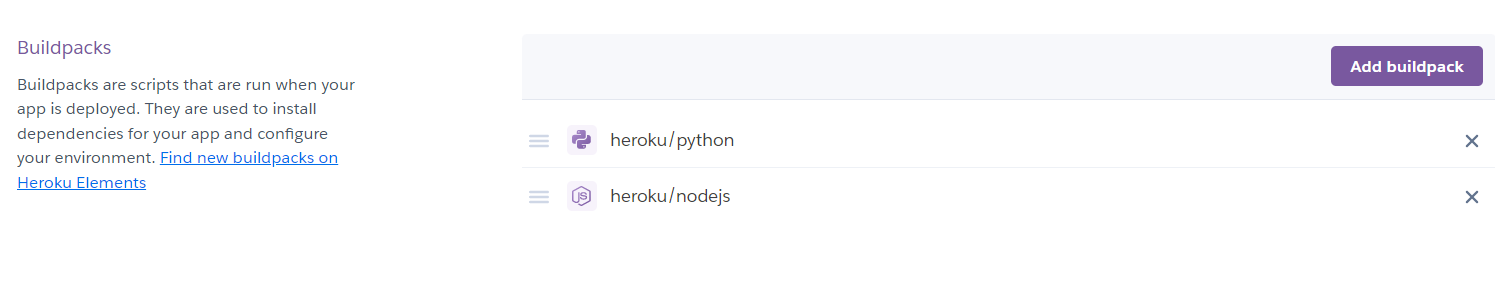 Buildpacks
Buildpacks are scripts that are run when your
app is deployed. They are used to install
dependencies for your app and configure
your environment. Find new buildpacks on
Heroku Elements
Add buildpack
heroku/python
JS
heroku/nodejs